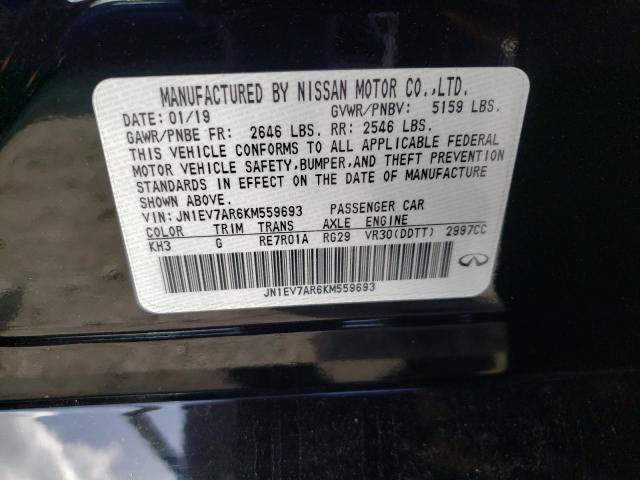 MANUFACTURED BY NISSAN MOTOR CO.,LTD.
DATE: 01/19 GVWR/PNBV: 5159 LBS.
GAWR/PNBE FR: 2646 LBS. RR: 2546 LBS.
THIS VEHICLE CONFORMS TO ALL APPLICABLE FEDERAL
MOTOR VEHICLE SAFETY,BUMPER,AND THEFT PREVENTION
STANDARDS IN EFFECT ON THE DATE OF MANUFACTURE
SHOWN ABOVE.
VIN: JN1EV7AR6KM559693 PASSENGER CAR
COLOR TRIM TRANS AXLE ENGINE
KH3 G RE7R01A RG29 VR30(DDTT) 2997CC
JN1EV7AR6KM559693